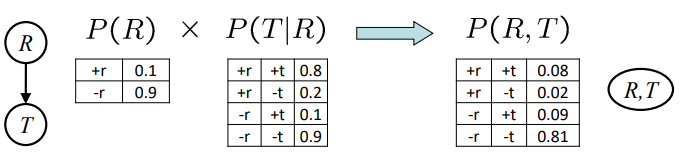 R
T
P(R) × P(T|R) P(R, T)
+r 0.1
-r 0.9
+r +t 0.8
+r -t 0.2
-r +t 0.1
-r -t 0.9
+r +t 0.08
+r -t 0.02
-r +t 0.09
-r -t 0.81
R,T